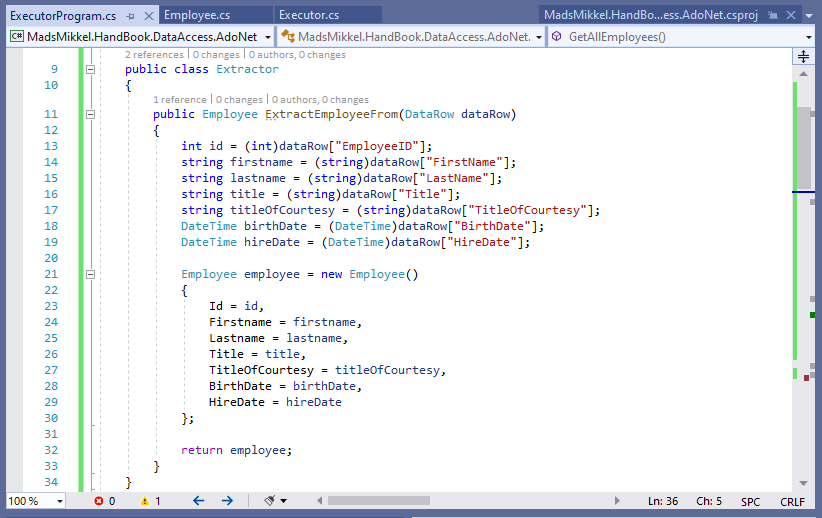 ExecutorProgram.cs Employee.cs Executor.cs MadsMikkel.HandBo...ess.AdoNet.csproj
C# MadsMikkel.HandBook.DataAccess.AdoNet MadsMikkel.HandBook.DataAccess.AdoNet. GetAllEmployees()
2 references | 0 changes | 0 authors, 0 changes
9 public class Extractor
10 {
1 reference | 0 changes | 0 authors, 0 changes
11 public Employee ExtractEmployeeFrom(DataRow dataRow)
12 {
13 int id = (int)dataRow["EmployeeID"];
14 string firstname = (string)dataRow["FirstName"];
15 string lastname = (string)dataRow["LastName"];
16 string title = (string)dataRow["Title"];
17 string titleOfCourtesy = (string)dataRow["TitleOfCourtesy"];
18 DateTime birthDate = (DateTime)dataRow["BirthDate"];
19 DateTime hireDate = (DateTime)dataRow["HireDate"];
20
21 Employee employee = new Employee()
22 {
23 Id = id,
24 Firstname = firstname,
25 Lastname = lastname,
26 Title = title,
27 TitleOfCourtesy = titleOfCourtesy,
28 BirthDate = birthDate,
29 HireDate = hireDate
30 };
31
32 return employee;
33 }
34 }
100 % 0 1 Ln: 36 Ch: 5 SPC CRLF